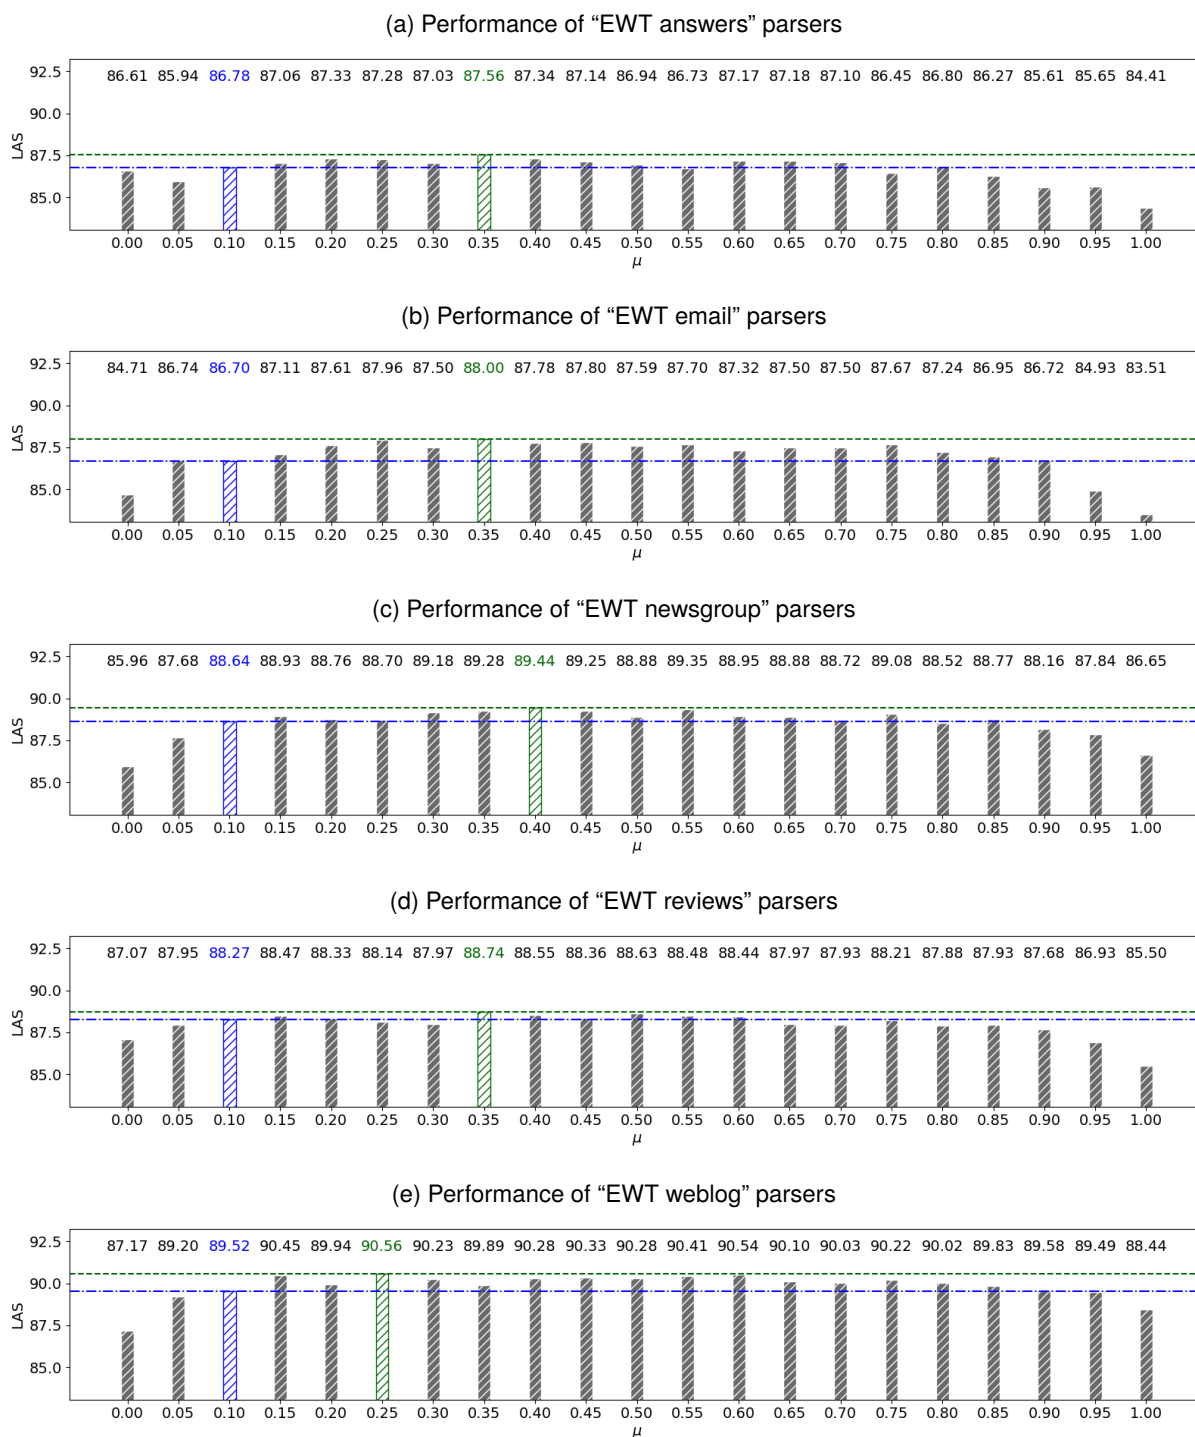 (a) Performance of “EWT answers” parsers
92.5
90.0
87.5
85.0
LAS
86.61 85.94 86.78 87.06 87.33 87.28 87.03 87.56 87.34 87.14 86.94 86.73 87.17 87.18 87.10 86.45 86.80 86.27 85.61 85.65 84.41
0.00 0.05 0.10 0.15 0.20 0.25 0.30 0.35 0.40 0.45 0.50 0.55 0.60 0.65 0.70 0.75 0.80 0.85 0.90 0.95 1.00
μ
(b) Performance of “EWT email” parsers
92.5
90.0
87.5
85.0
LAS
84.71 86.74 86.70 87.11 87.61 87.96 87.50 88.00 87.78 87.80 87.59 87.70 87.32 87.50 87.50 87.67 87.24 86.95 86.72 84.93 83.51
0.00 0.05 0.10 0.15 0.20 0.25 0.30 0.35 0.40 0.45 0.50 0.55 0.60 0.65 0.70 0.75 0.80 0.85 0.90 0.95 1.00
μ
(c) Performance of “EWT newsgroup” parsers
92.5
90.0
87.5
85.0
LAS
85.96 87.68 88.64 88.93 88.76 88.70 89.18 89.28 89.44 89.25 88.88 89.35 88.95 88.88 88.72 89.08 88.52 88.77 88.16 87.84 86.65
0.00 0.05 0.10 0.15 0.20 0.25 0.30 0.35 0.40 0.45 0.50 0.55 0.60 0.65 0.70 0.75 0.80 0.85 0.90 0.95 1.00
μ
(d) Performance of “EWT reviews” parsers
92.5
90.0
87.5
85.0
LAS
87.07 87.95 88.27 88.47 88.33 88.14 87.97 88.74 88.55 88.36 88.63 88.48 88.44 87.97 87.93 88.21 87.88 87.93 87.68 86.93 85.50
0.00 0.05 0.10 0.15 0.20 0.25 0.30 0.35 0.40 0.45 0.50 0.55 0.60 0.65 0.70 0.75 0.80 0.85 0.90 0.95 1.00
μ
(e) Performance of “EWT weblog” parsers
92.5
90.0
87.5
85.0
LAS
87.17 89.20 89.52 90.45 89.94 90.56 90.23 89.89 90.28 90.33 90.28 90.41 90.54 90.10 90.03 90.22 90.02 89.83 89.58 89.49 88.44
0.00 0.05 0.10 0.15 0.20 0.25 0.30 0.35 0.40 0.45 0.50 0.55 0.60 0.65 0.70 0.75 0.80 0.85 0.90 0.95 1.00
μ